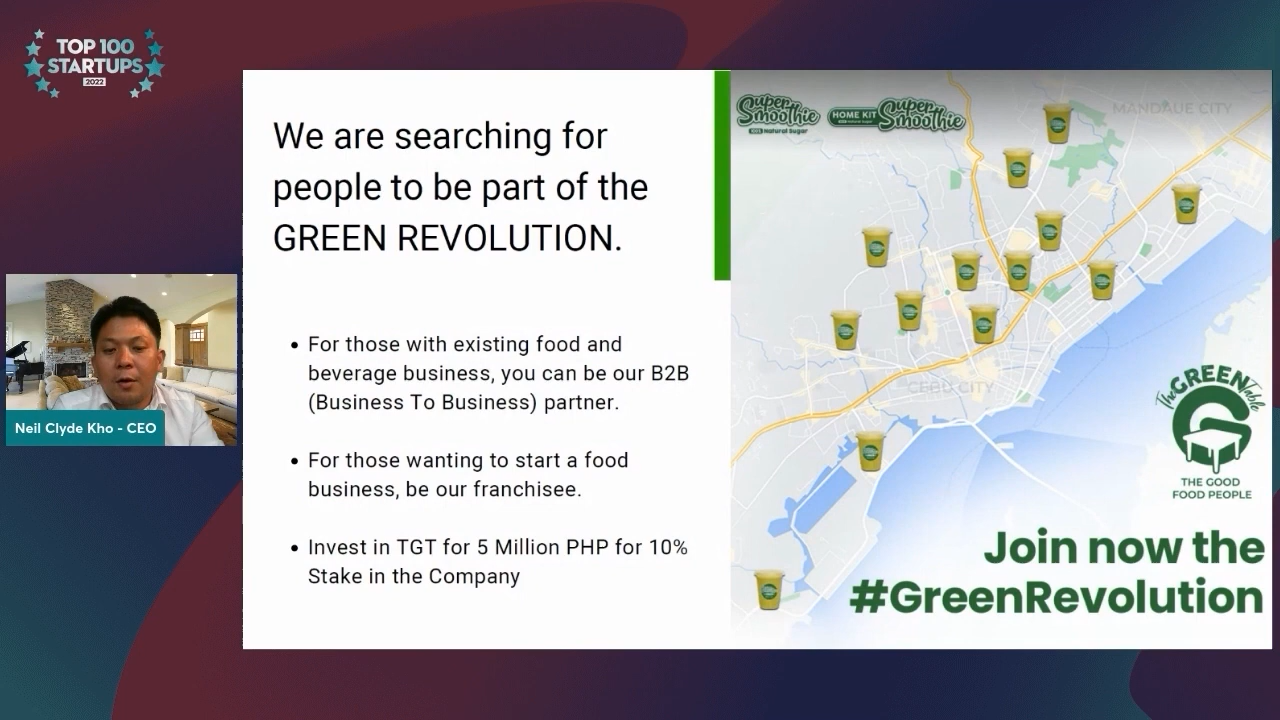 TOP 100
STARTUPS
2022
Neil Clyde Kho - CEO
We are searching for
people to be part of the
GREEN REVOLUTION.
• For those with existing food and
beverage business, you can be our B2B
(Business To Business) partner.
• For those wanting to start a food
business, be our franchisee.
• Invest in TGT for 5 Million PHP for 10%
Stake in the Company
Super
Smoothie
100% Natural Sugar
HOME KIT
Super
Smoothie
MANDAUE CITY
CEBU CITY
The GREEN Table
THE GOOD
FOOD PEOPLE
Join now the
#GreenRevolution